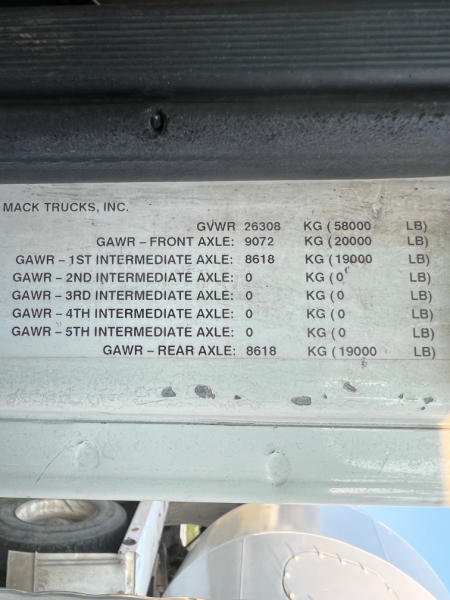 MACK TRUCKS, INC.
GVWR 26308 KG ( 58000 LB)
GAWR – FRONT AXLE: 9072 KG ( 20000 LB)
GAWR – 1ST INTERMEDIATE AXLE: 8618 KG ( 19000 LB)
GAWR – 2ND INTERMEDIATE AXLE: 0 KG ( 0 LB)
GAWR – 3RD INTERMEDIATE AXLE: 0 KG ( 0 LB)
GAWR – 4TH INTERMEDIATE AXLE: 0 KG ( 0 LB)
GAWR – 5TH INTERMEDIATE AXLE: 0 KG ( 0 LB)
GAWR – REAR AXLE: 8618 KG ( 19000 LB)